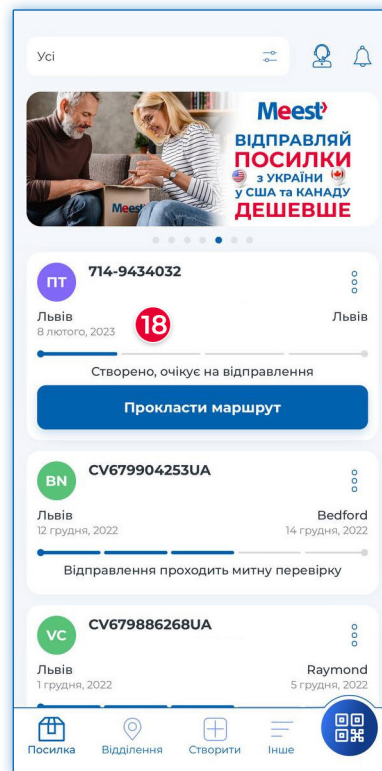 Усі
Meest
ВІДПРАВЛЯЙ
ПОСИЛКИ
з УКРАЇНИ
у США та КАНАДУ
ДЕШЕВШЕ
Meest
ПТ
714-9434032
Львів
Львів
8 лютого, 2023
18
Створено, очікує на відправлення
Прокласти маршрут
BN
CV679904253UA
Львів
Bedford
12 грудня, 2022
14 грудня, 2022
Відправлення проходить митну перевірку
VC
CV679886268UA
Львів
Raymond
1 грудня, 2022
5 грудня, 2022
Посилка
Відділення
Створити
Інше